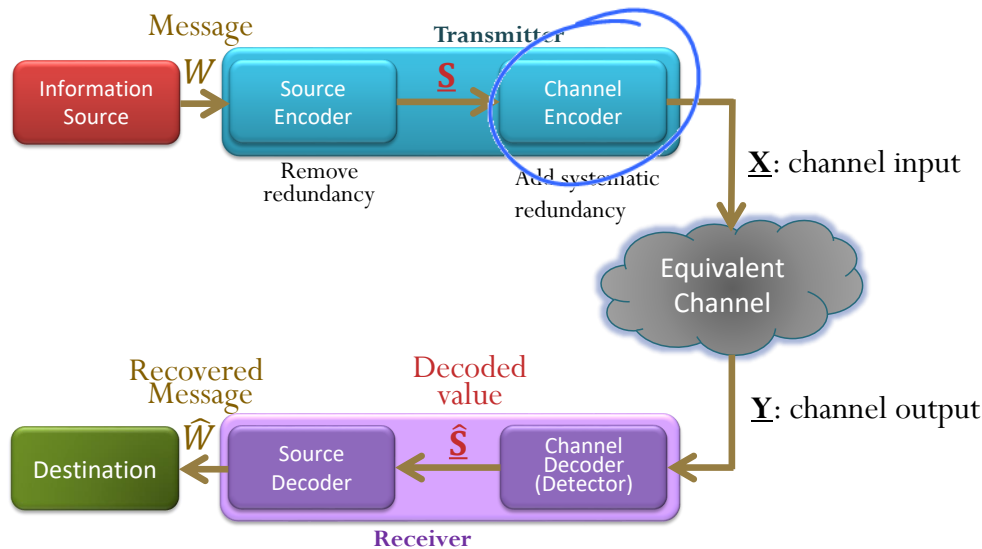 Message
Transmitter
Information
Source
W
Source
Encoder
S
Channel
Encoder
Remove
redundancy
Add systematic
redundancy
X: channel input
Equivalent
Channel
Y: channel output
Recovered
Message
Ŵ
Decoded
value
Destination
Source
Decoder
Ŝ
Channel
Decoder
(Detector)
Receiver